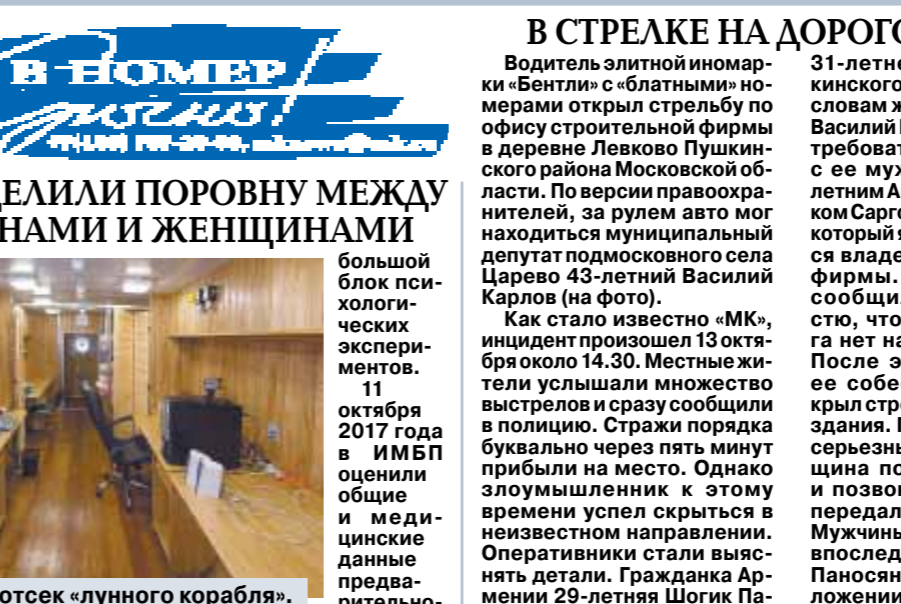 В НОМЕР
срочно!
ЕЛИЛИ ПОРОВНУ МЕЖДУ
НАМИ И ЖЕНЩИНАМИ
большой
блок пси-
хологи-
ческих
экспери-
ментов.
11
октября
2017 года
в ИМБП
оценили
общие
и меди-
цинские
данные
предва-
рительно-
отсек «лунного корабля».
В СТРЕЛКЕ НА ДОРОГО
Водитель элитной иномар-
ки «Бентли» с «блатными» но-
мерами открыл стрельбу по
офису строительной фирмы
в деревне Левково Пушкин-
ского района Московской об-
ласти. По версии правоохра-
нителей, за рулем авто мог
находиться муниципальный
депутат подмосковного села
Царево 43-летний Василий
Карлов (на фото).
Как стало известно «МК»,
инцидент произошел 13 октя-
бря около 14.30. Местные жи-
тели услышали множество
выстрелов и сразу сообщили
в полицию. Стражи порядка
буквально через пять минут
прибыли на место. Однако
злоумышленник к этому
времени успел скрыться в
неизвестном направлении.
Оперативники стали выяс-
нять детали. Гражданка Ар-
мении 29-летняя Шогик Па-
31-летне
кинского
словам ж
Василий
требоват
с ее муж
летним А
ком Сарго
который я
ся владе
фирмы.
сообщил
стю, что
га нет на
После э
ее собе
крыл стре
здания.
серьезны
щина по
и позвон
передал
Мужчины
впослед
Паносян
ложении